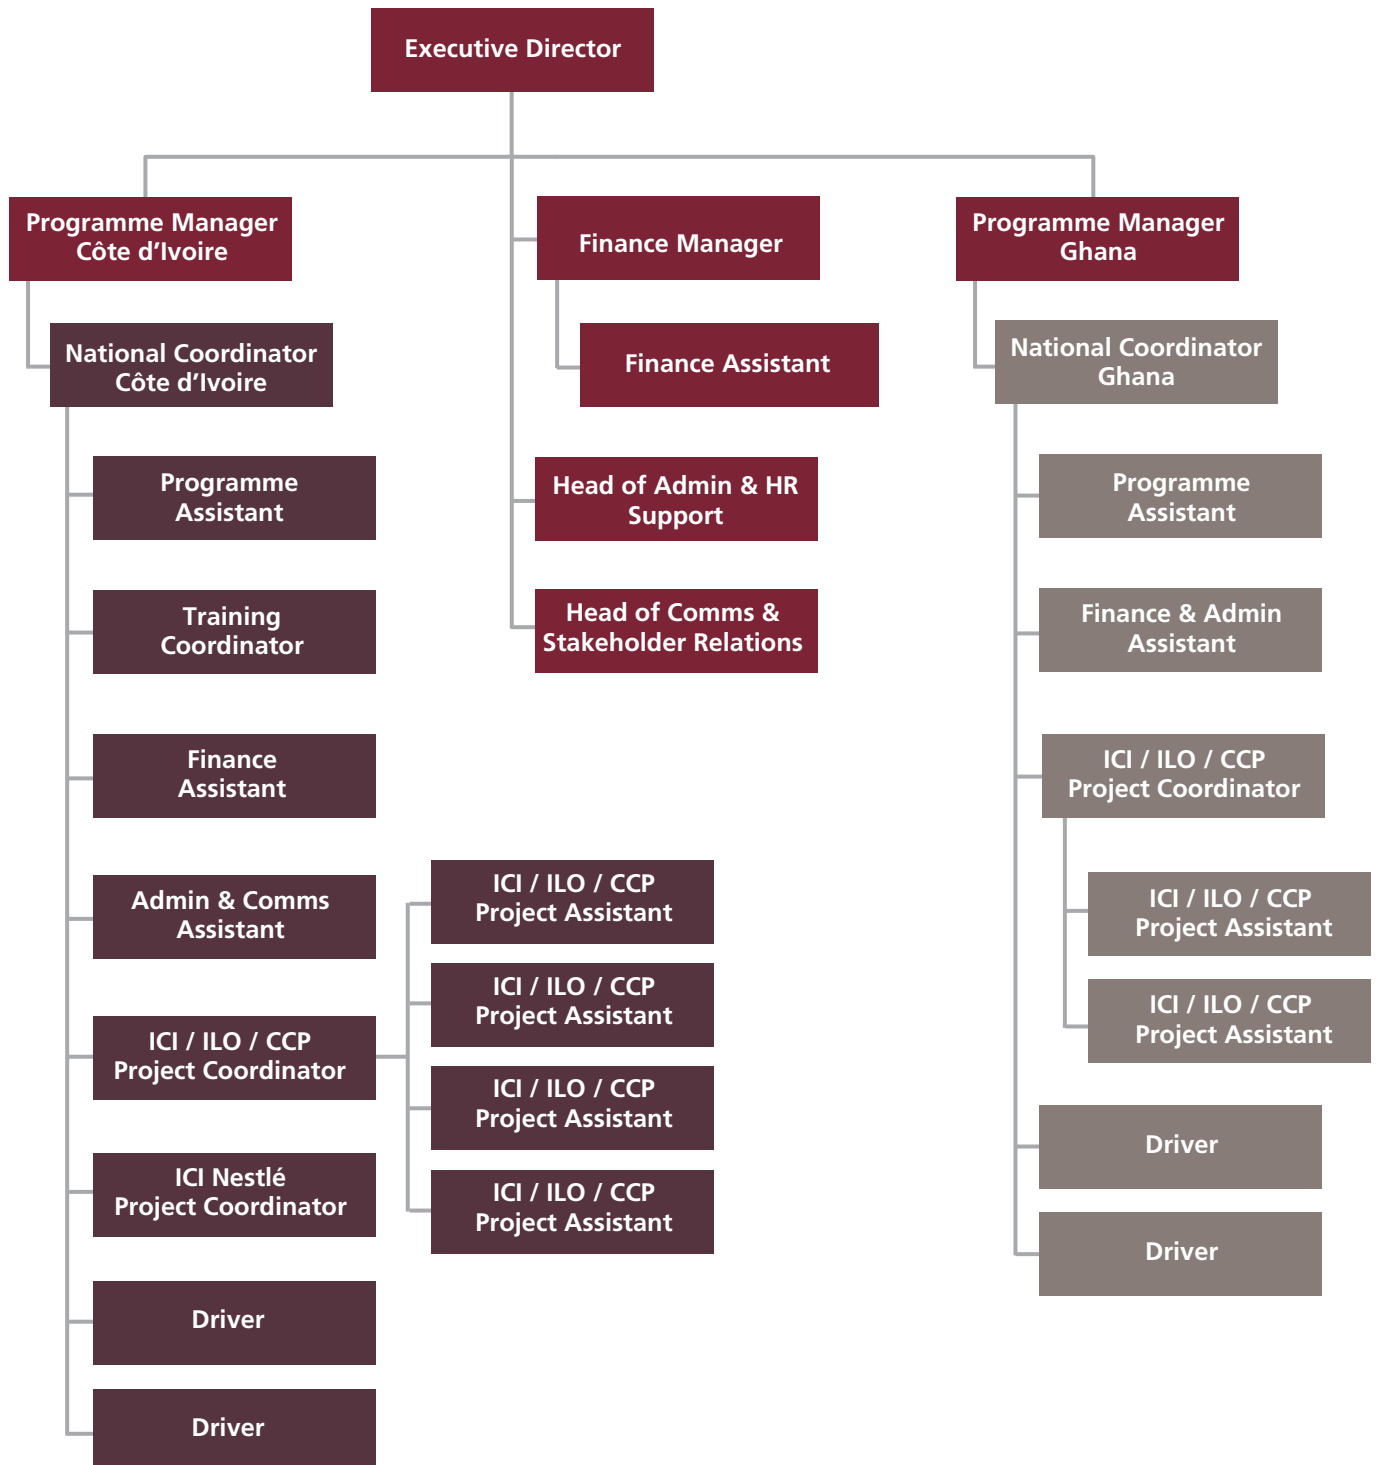 Executive Director
Programme Manager
Côte d’Ivoire
National Coordinator
Côte d’Ivoire
Programme
Assistant
Training
Coordinator
Finance
Assistant
Admin & Comms
Assistant
ICI / ILO / CCP
Project Coordinator
ICI / ILO / CCP
Project Assistant
ICI / ILO / CCP
Project Assistant
ICI / ILO / CCP
Project Assistant
ICI / ILO / CCP
Project Assistant
ICI Nestlé
Project Coordinator
Driver
Driver
Finance Manager
Finance Assistant
Head of Admin & HR
Support
Head of Comms &
Stakeholder Relations
Programme Manager
Ghana
National Coordinator
Ghana
Programme
Assistant
Finance & Admin
Assistant
ICI / ILO / CCP
Project Coordinator
ICI / ILO / CCP
Project Assistant
ICI / ILO / CCP
Project Assistant
Driver
Driver